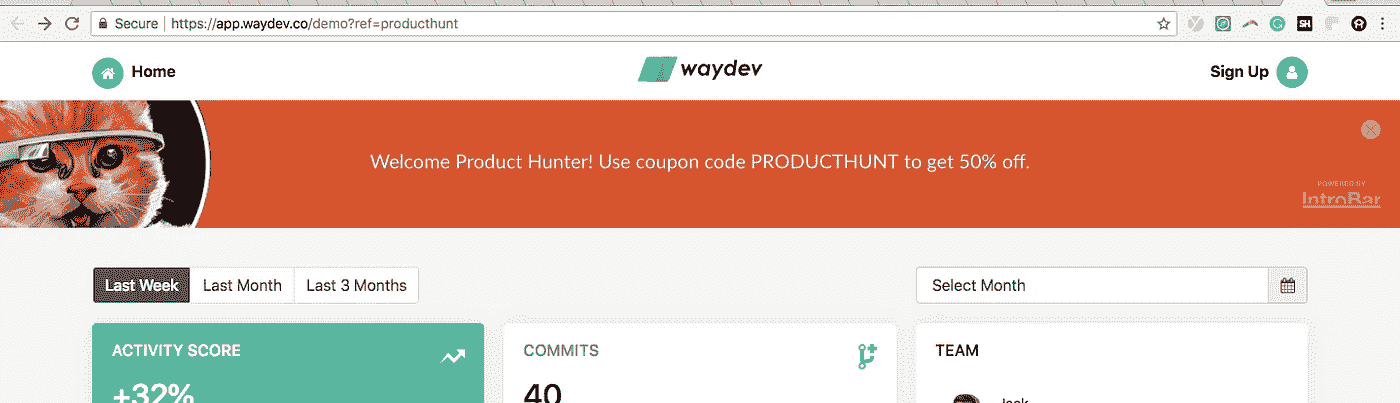 Secure https://app.waydev.co/demo?ref=producthunt
Home
waydev
Sign Up
Welcome Product Hunter! Use coupon code PRODUCTHUNT to get 50% off.
POWERED BY
IntroBar
Last Week Last Month Last 3 Months
Select Month
ACTIVITY SCORE
+32%
COMMITS
40
TEAM
Jack